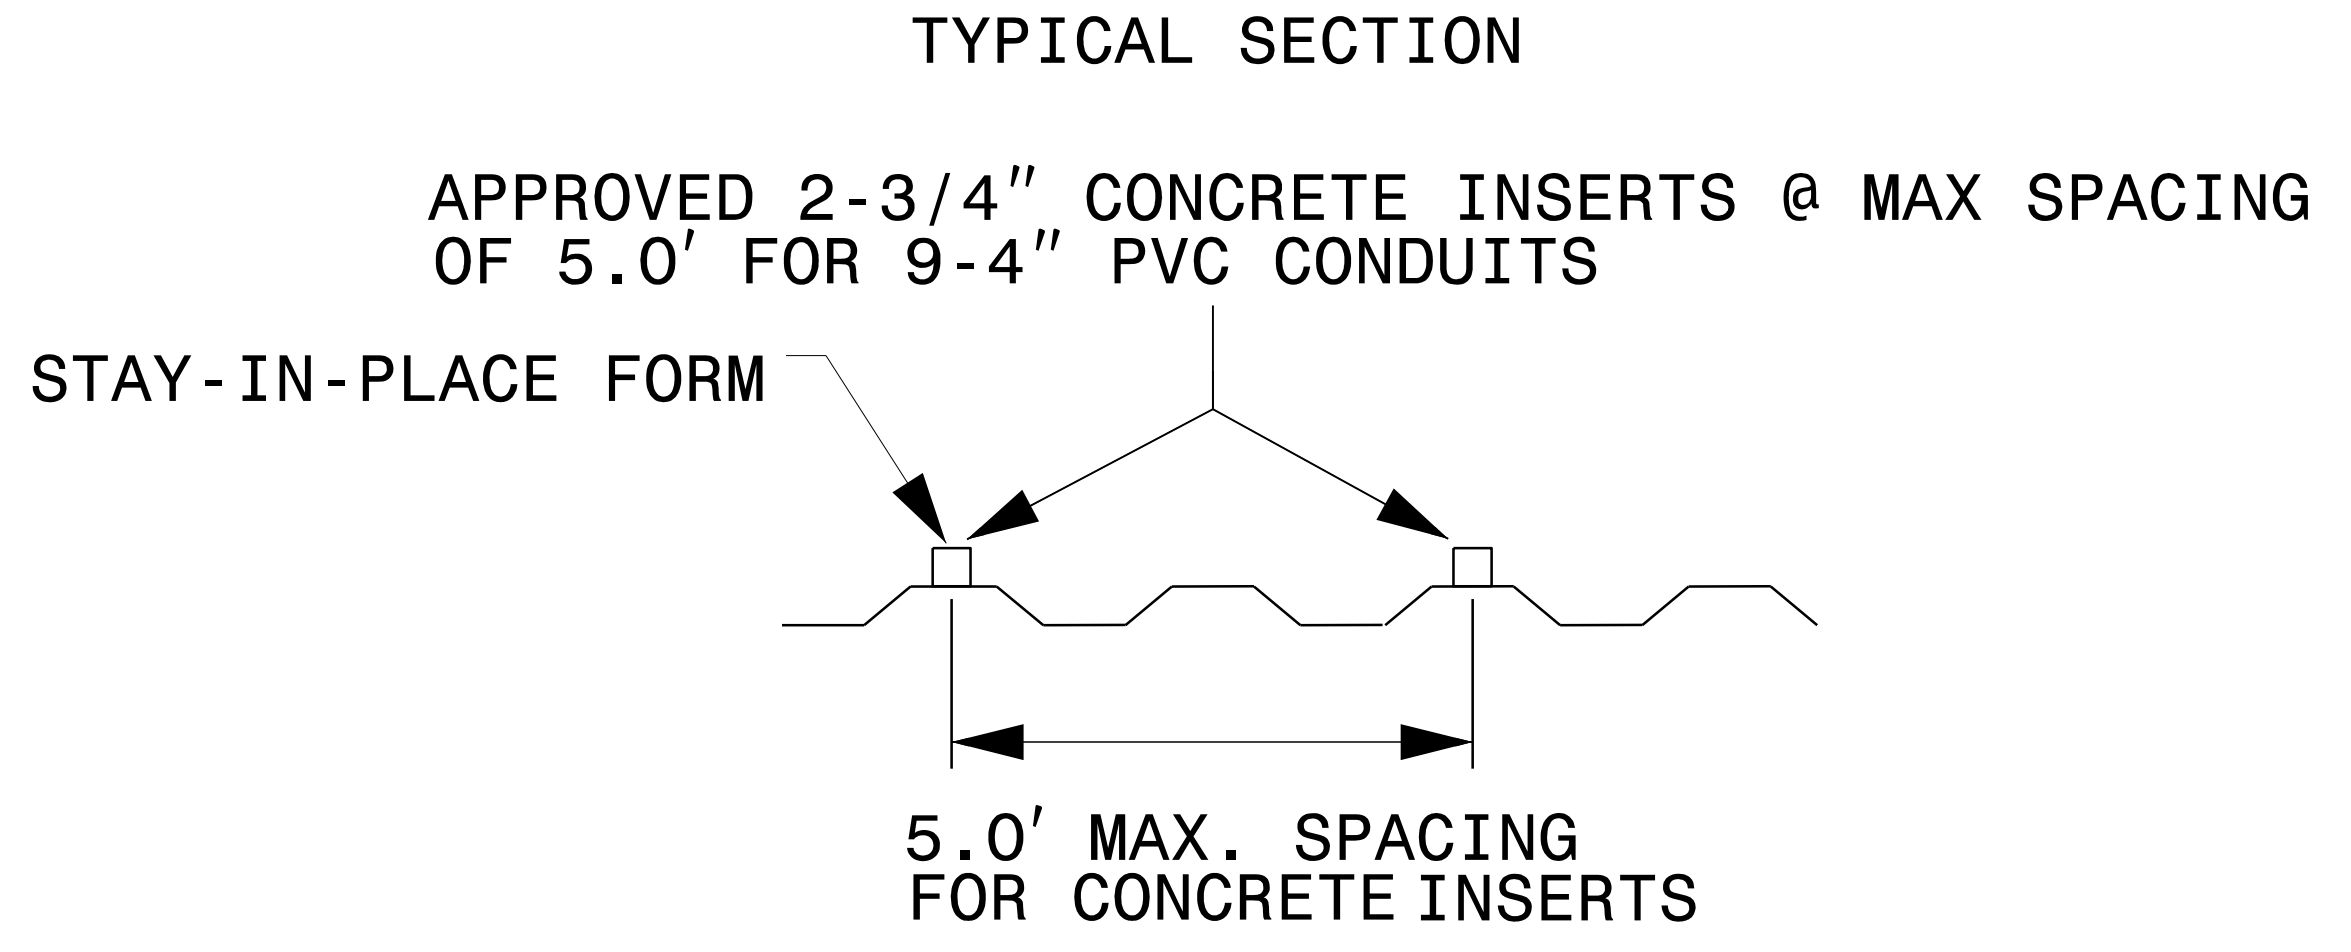 TYPICAL SECTION
APPROVED 2-3/4" CONCRETE INSERTS @ MAX SPACING
OF 5.0' FOR 9-4" PVC CONDUITS
STAY-IN-PLACE FORM
5.0' MAX. SPACING
FOR CONCRETE INSERTS